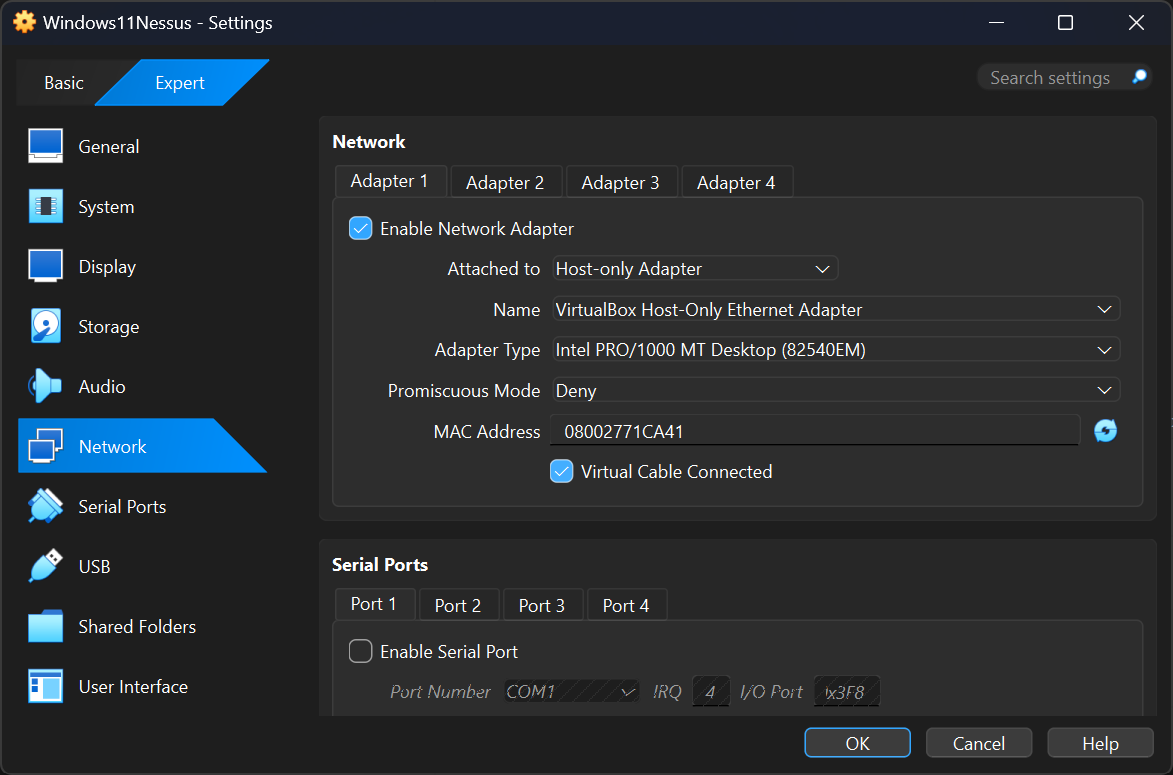 Windows11Nessus - Settings
Basic
Expert
Search settings
General
System
Display
Storage
Audio
Network
Serial Ports
USB
Shared Folders
User Interface
Network
Adapter 1 Adapter 2 Adapter 3 Adapter 4
Enable Network Adapter
Attached to Host-only Adapter
Name VirtualBox Host-Only Ethernet Adapter
Adapter Type Intel PRO/1000 MT Desktop (82540EM)
Promiscuous Mode Deny
MAC Address 08002771CA41
Virtual Cable Connected
Serial Ports
Port 1 Port 2 Port 3 Port 4
Enable Serial Port
Port Number COM1 IRQ 4 I/O Port 0x3F8
OK Cancel Help